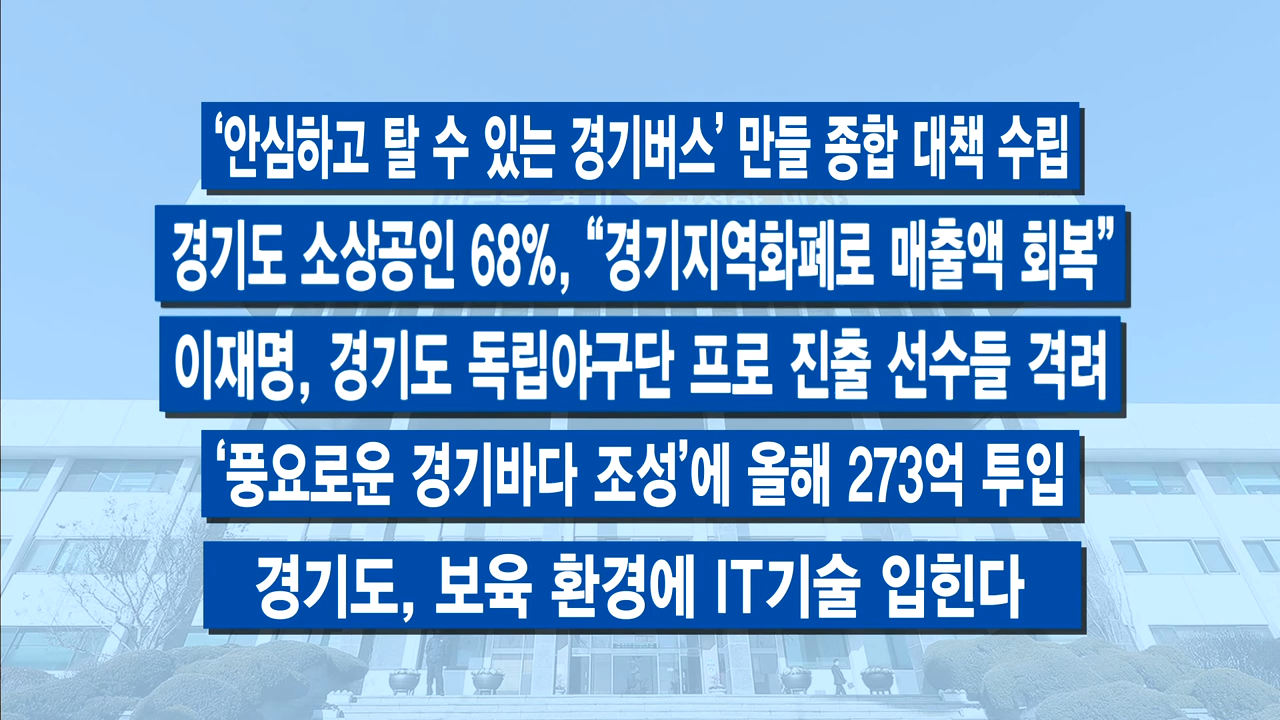 ‘안심하고 탈 수 있는 경기버스’ 만들 종합 대책 수립
경기도 소상공인 68%, “경기지역화폐로 매출액 회복”
이재명, 경기도 독립야구단 프로 진출 선수들 격려
‘풍요로운 경기바다 조성’에 올해 273억 투입
경기도, 보육 환경에 IT기술 입힌다